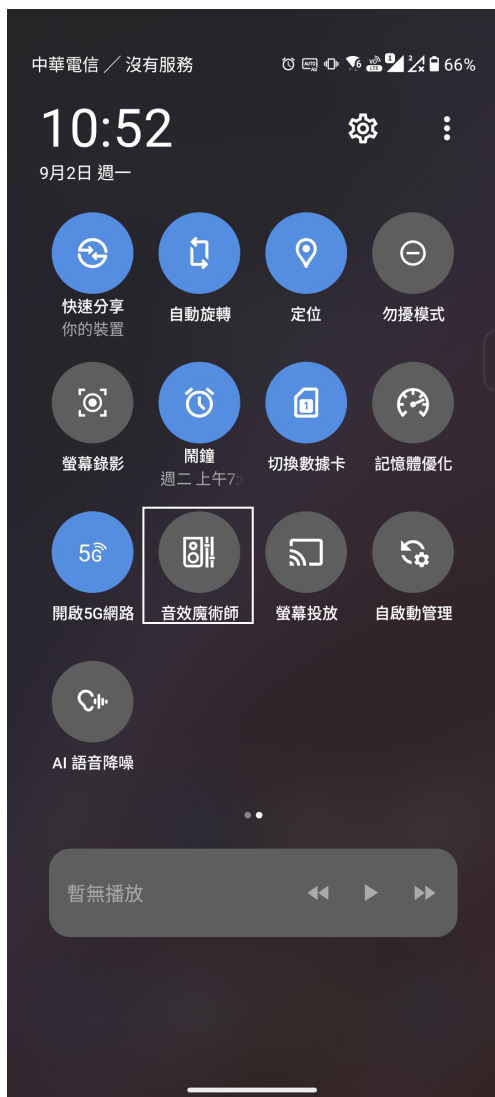 中華電信 ／ 沒有服務 66%
10:52
9月2日 週一
快速分享 自動旋轉 定位 勿擾模式
你的裝置
螢幕錄影 鬧鐘 切換數據卡 記憶體優化
週二 上午7:
5G
開啟5G網路 音效魔術師 螢幕投放 自啟動管理
AI 語音降噪
暫無播放